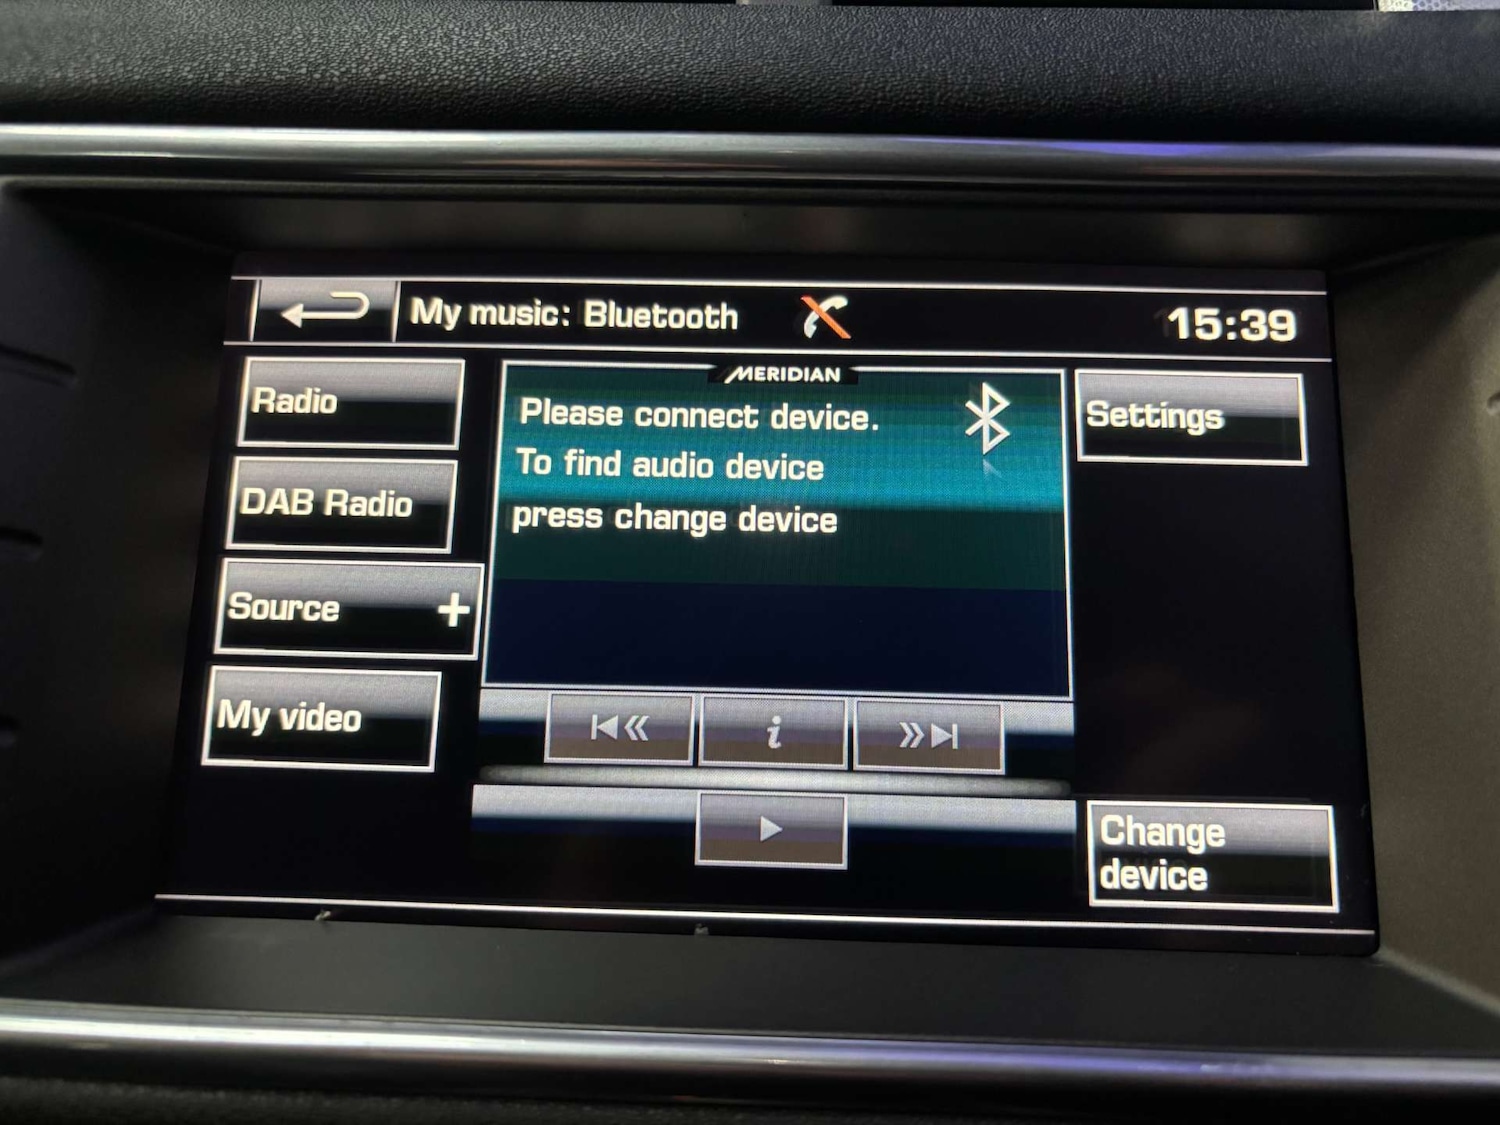 My music: Bluetooth
15:39
Radio
DAB Radio
Source +
My video
MERIDIAN
Please connect device.
To find audio device
press change device
i
Settings
Change
device